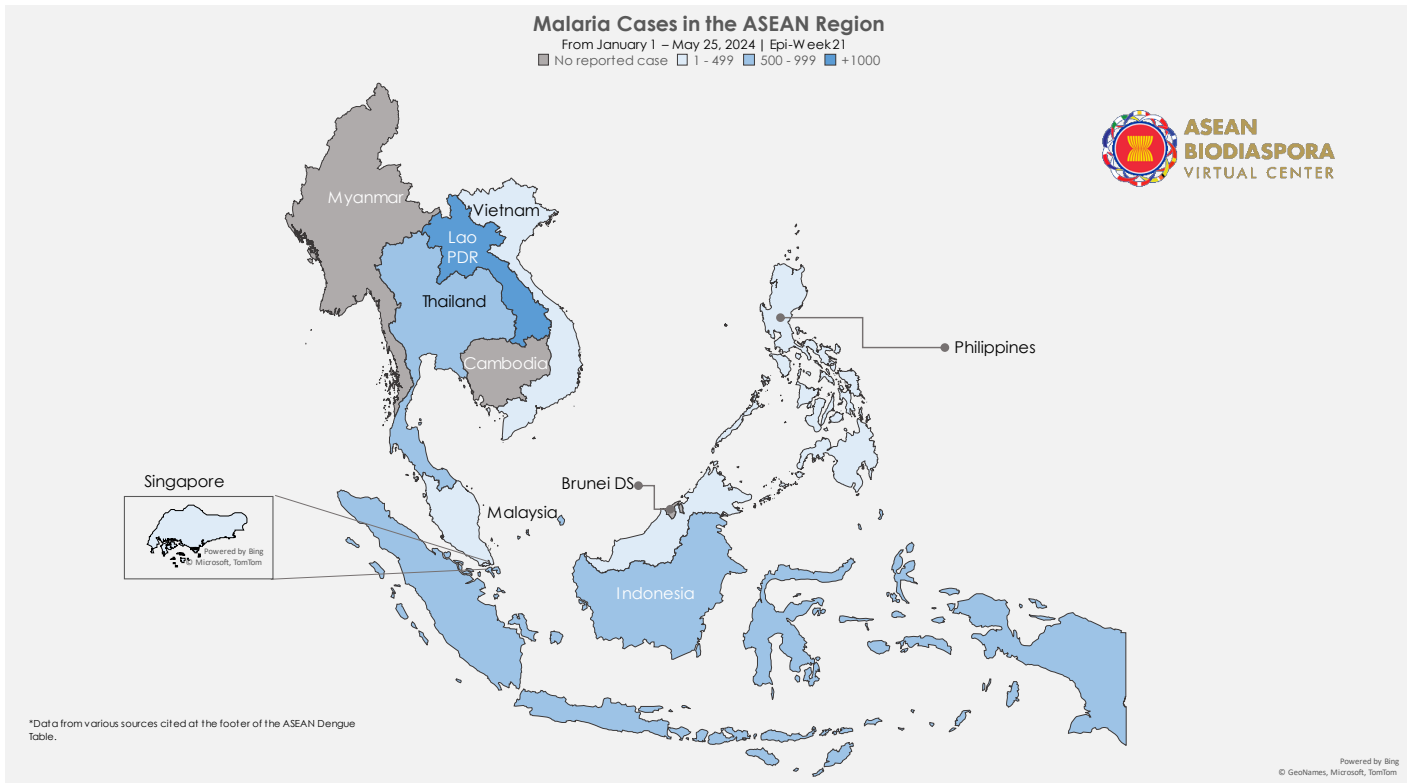 Malaria Cases in the ASEAN Region
From January 1 – May 25, 2024 | Epi-Week21
No reported case 1 - 499 500 - 999 +1000
ASEAN
BIODIASPORA
VIRTUAL CENTER
Myanmar
Vietnam
Lao
PDR
Thailand
Cambodia
Philippines
Singapore
Brunei DS
Malaysia
Powered by Bing
© Microsoft, TomTom
Indonesia
*Data from various sources cited at the footer of the ASEAN Dengue
Table.
Powered by Bing
© GeoNames, Microsoft, TomTom